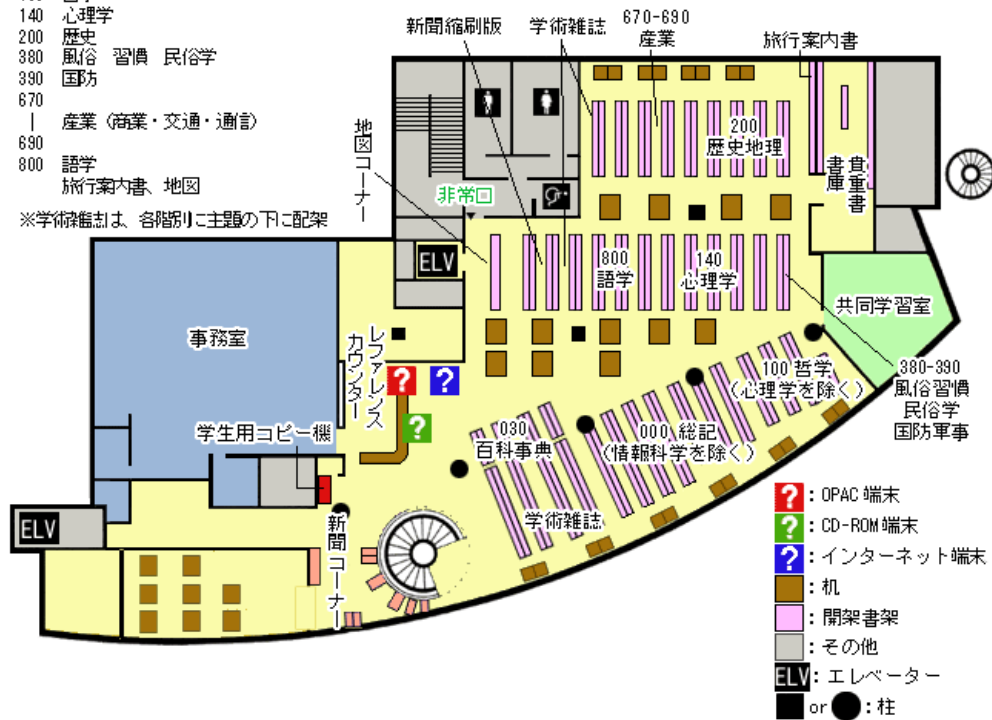 140 心理学
200 歴史
380 風俗 習慣 民俗学
390 国防
670
| 産業（商業・交通・通信）
690
800 語学
旅行案内書、地図
※学術雑誌は、各階別に主題の下に配架
新聞縮刷版
学術雑誌
670-690
産業
旅行案内書
地図コーナー
200
歴史地理
貴重書
書庫
非常口
ELV
800
語学
140
心理学
共同学習室
事務室
レファレンス
カウンター
?
?
?
380-390
風俗習慣
民俗学
国防軍事
100 哲学
（心理学を除く）
学生用コピー機
030
百科事典
000 総記
（情報科学を除く）
学術雑誌
新聞コーナー
ELV
?：OPAC端末
?：CD-ROM端末
?：インターネット端末
：机
：開架書架
：その他
ELV：エレベーター
or ：柱